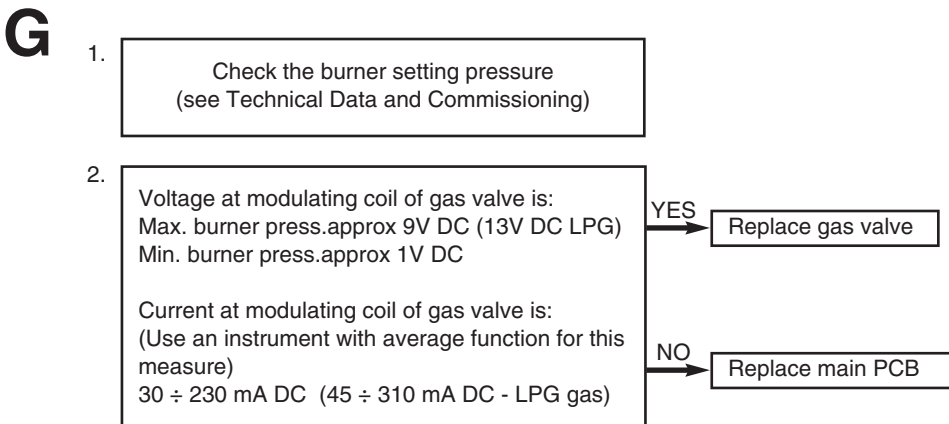 G
1.
Check the burner setting pressure
(see Technical Data and Commissioning)
2.
Voltage at modulating coil of gas valve is:
Max. burner press.approx 9V DC (13V DC LPG)
Min. burner press.approx 1V DC
YES
Replace gas valve
Current at modulating coil of gas valve is:
(Use an instrument with average function for this
measure)
30 ÷ 230 mA DC (45 ÷ 310 mA DC - LPG gas)
NO
Replace main PCB